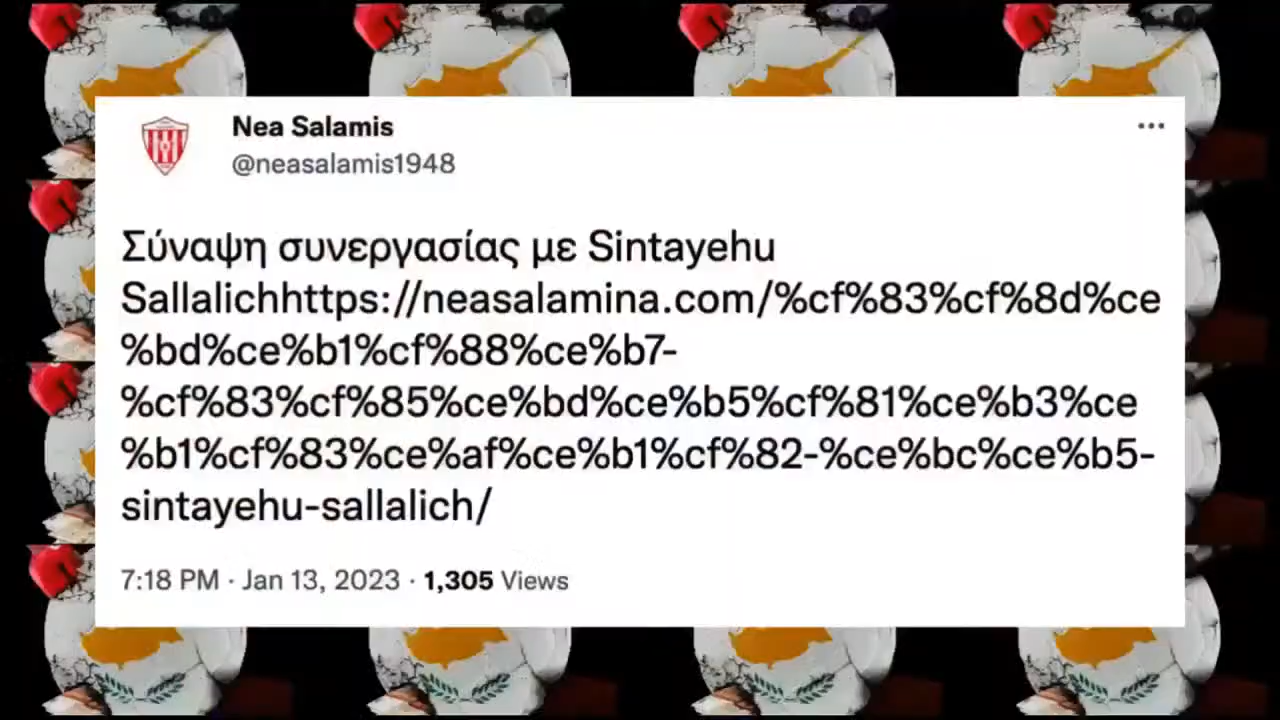 Nea Salamis
@neasalamis1948
Σύναψη συνεργασίας με Sintayehu
Sallalichhttps://neasalamina.com/%cf%83%cf%8d%ce
%bd%ce%b1%cf%88%ce%b7-
%cf%83%cf%85%ce%bd%ce%b5%cf%81%ce%b3%ce
%b1%cf%83%ce%af%ce%b1%cf%82-%ce%bc%ce%b5-
sintayehu-sallalich/
7:18 PM · Jan 13, 2023 · 1,305 Views